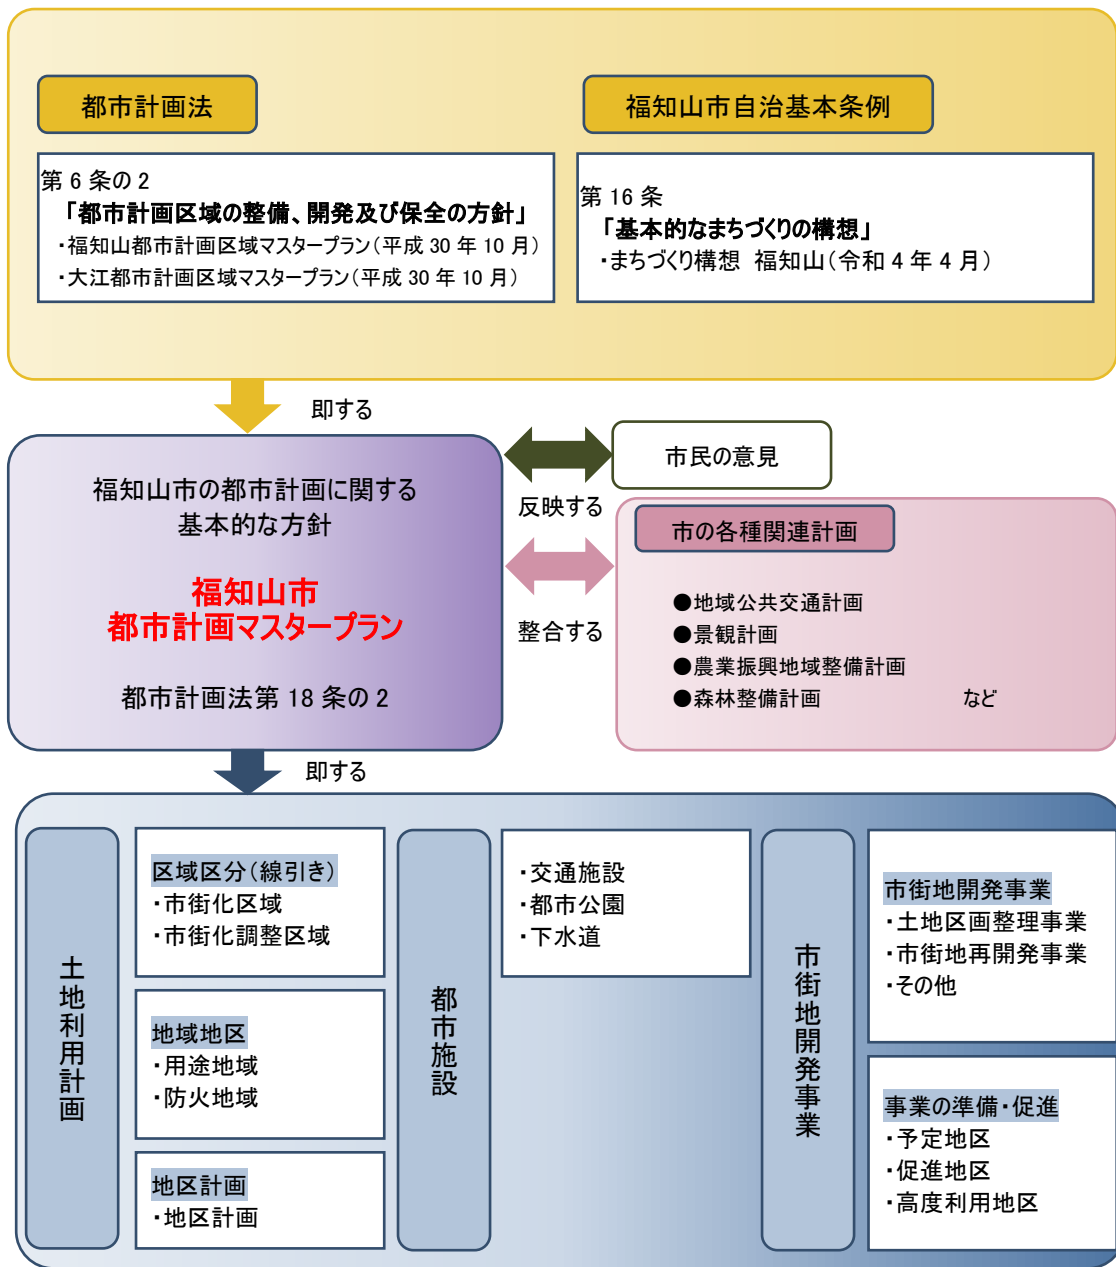 都市計画法
第 6 条の 2
「都市計画区域の整備、開発及び保全の方針」
・福知山都市計画区域マスタープラン(平成 30 年 10 月)
・大江都市計画区域マスタープラン(平成 30 年 10 月)
福知山市自治基本条例
第 16 条
「基本的なまちづくりの構想」
・まちづくり構想 福知山(令和 4 年 4 月)
即する
福知山市の都市計画に関する
基本的な方針
福知山市
都市計画マスタープラン
都市計画法第 18 条の 2
反映する
市民の意見
整合する
市の各種関連計画
●地域公共交通計画
●景観計画
●農業振興地域整備計画
●森林整備計画 など
即する
土地利用計画
区域区分(線引き)
・市街化区域
・市街化調整区域
地域地区
・用途地域
・防火地域
地区計画
・地区計画
都市施設
・交通施設
・都市公園
・下水道
市街地開発事業
市街地開発事業
・土地区画整理事業
・市街地再開発事業
・その他
事業の準備・促進
・予定地区
・促進地区
・高度利用地区